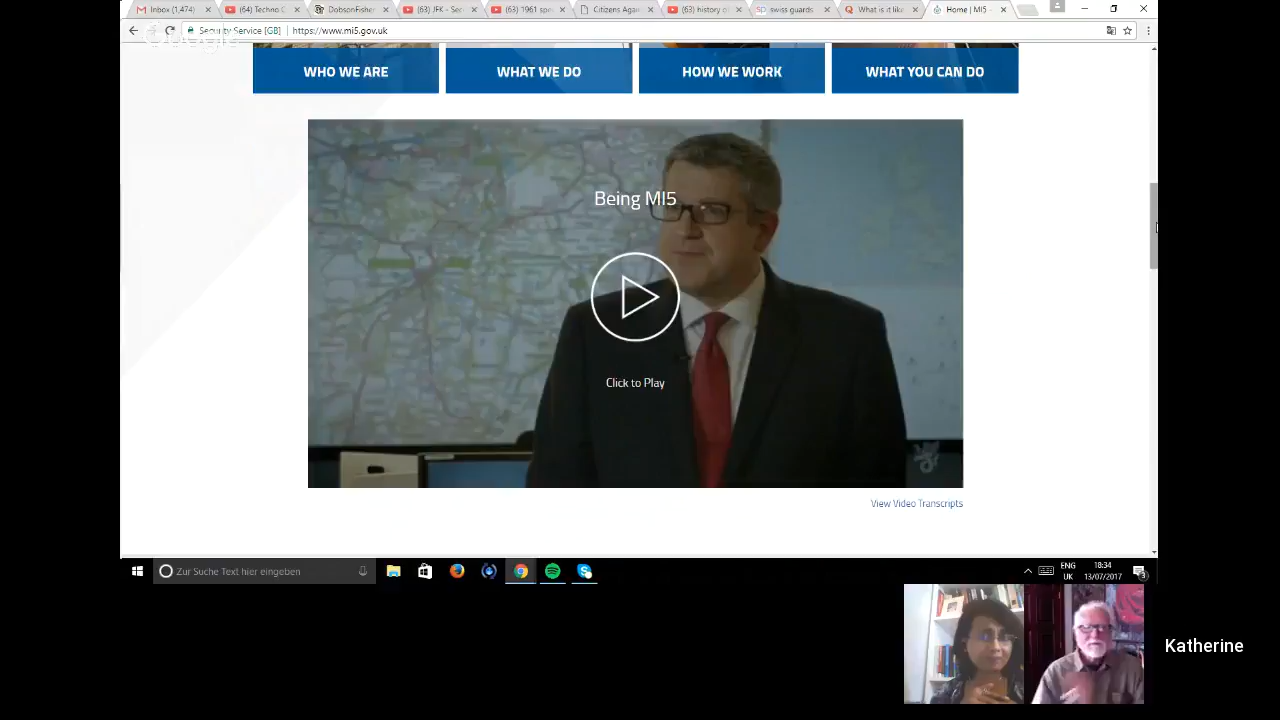 Inbox (1,474)
(64) Techno D
DobsonFisher
(63) JFK - Sec
(63) 1961 spe
Citizens Agai
(63) history of
swiss guards
What is it like
Home | MI5 -
Security Service [GB]
https://www.mi5.gov.uk
WHO WE ARE
WHAT WE DO
HOW WE WORK
WHAT YOU CAN DO
Being MI5
Click to Play
View Video Transcripts
Zur Suche Text hier eingeben
ENG
UK
18:34
13/07/2017
3
Katherine